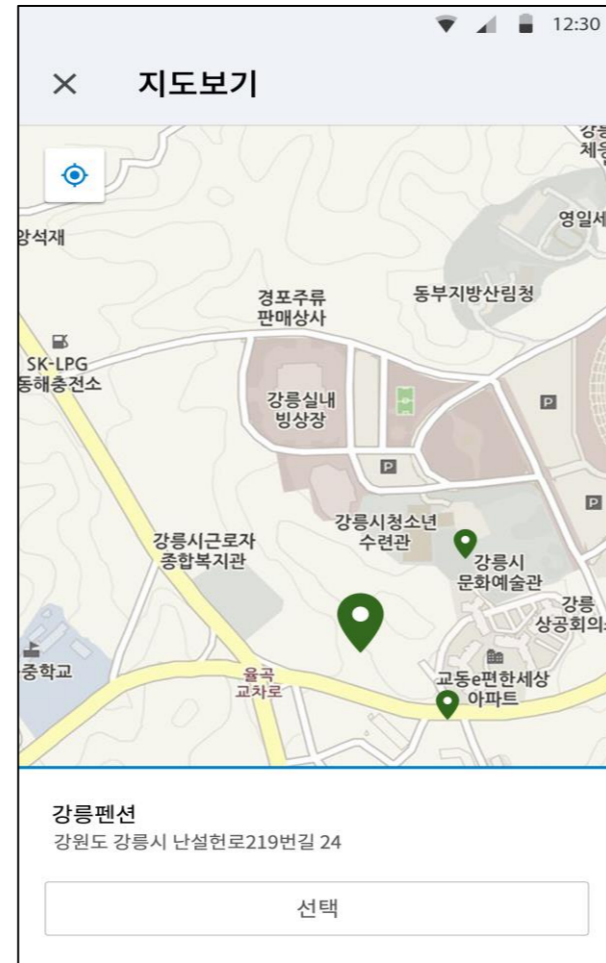 12:30
지도보기
영일세
경포주류
판매상사
동부지방산림청
SK-LPG
동해충전소
강릉실내
빙상장
P
P
P
강릉시청소년
수련관
강릉시근로자
종합복지관
강릉시
문화예술관
강릉
상공회의
중학교
율곡
교차로
교동e편한세상
아파트
강릉펜션
강원도 강릉시 난설헌로219번길 24
선택